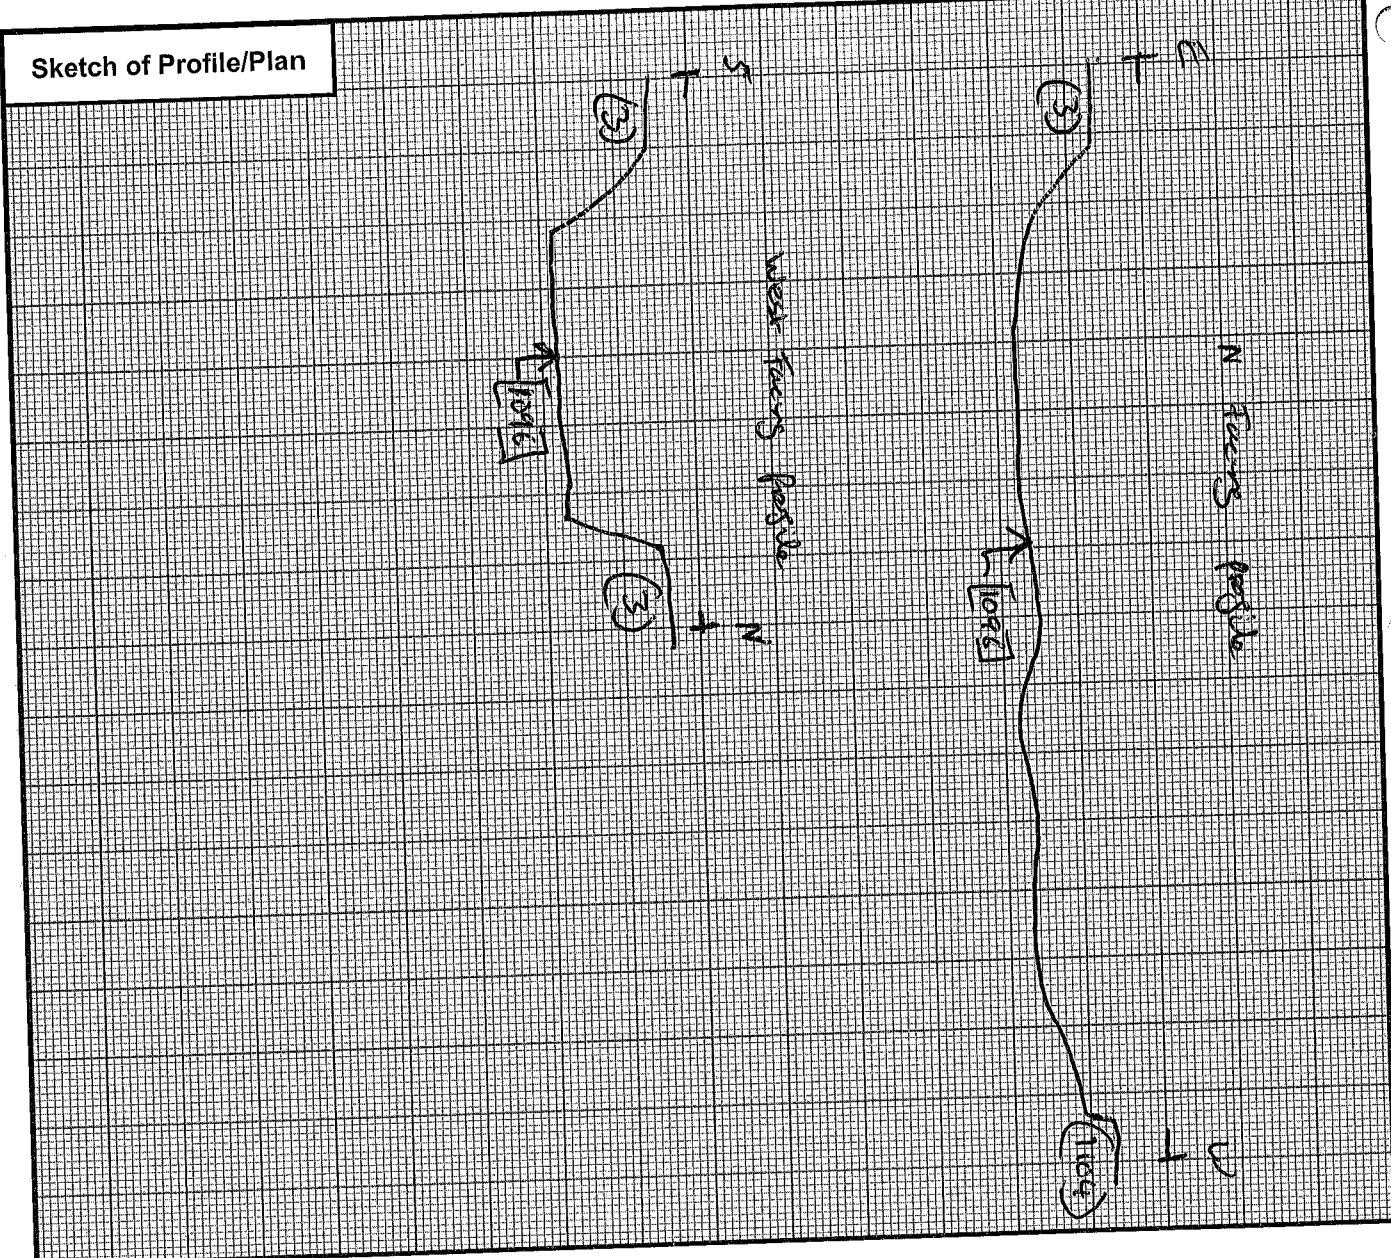 Sketch of Profile/Plan
N Facing profile
E
W
(3)
1096
1104
West Facing profile
S
N
(3)
1096
(3)